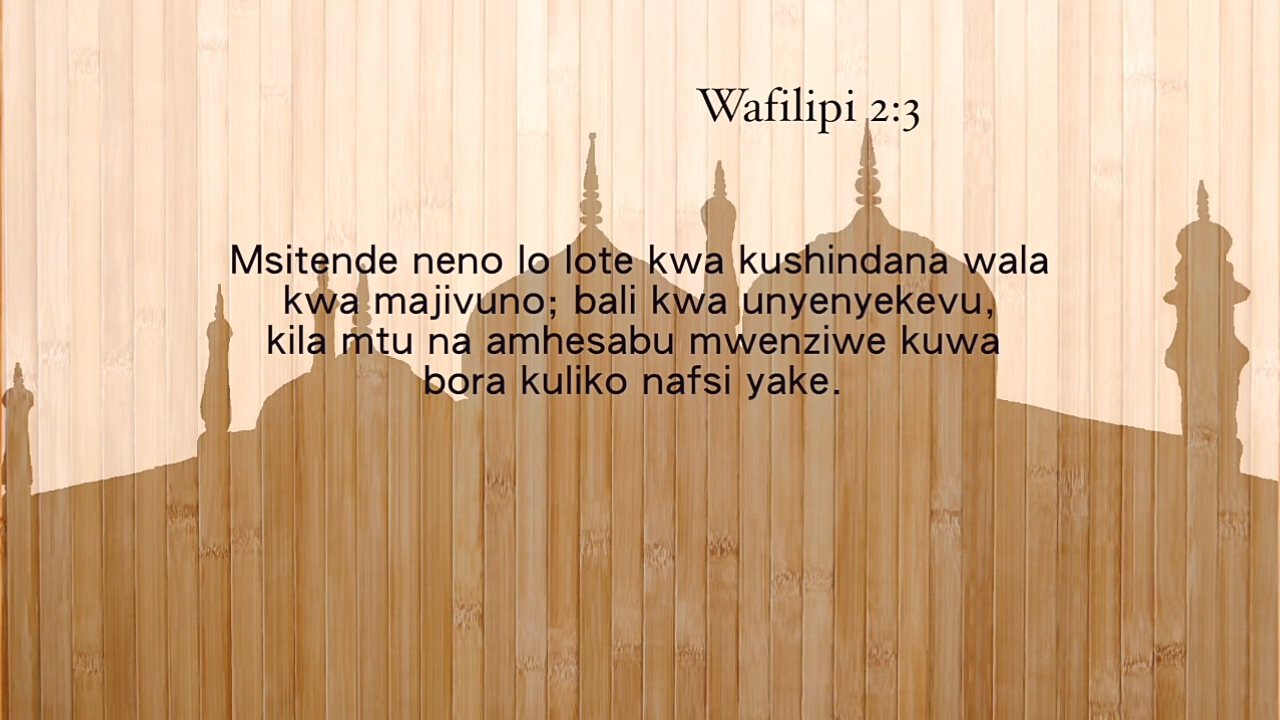 Wafilipi 2:3
Msitende neno lo lote kwa kushindana wala
kwa majivuno; bali kwa unyenyekevu,
kila mtu na amhesabu mwenziwe kuwa
bora kuliko nafsi yake.